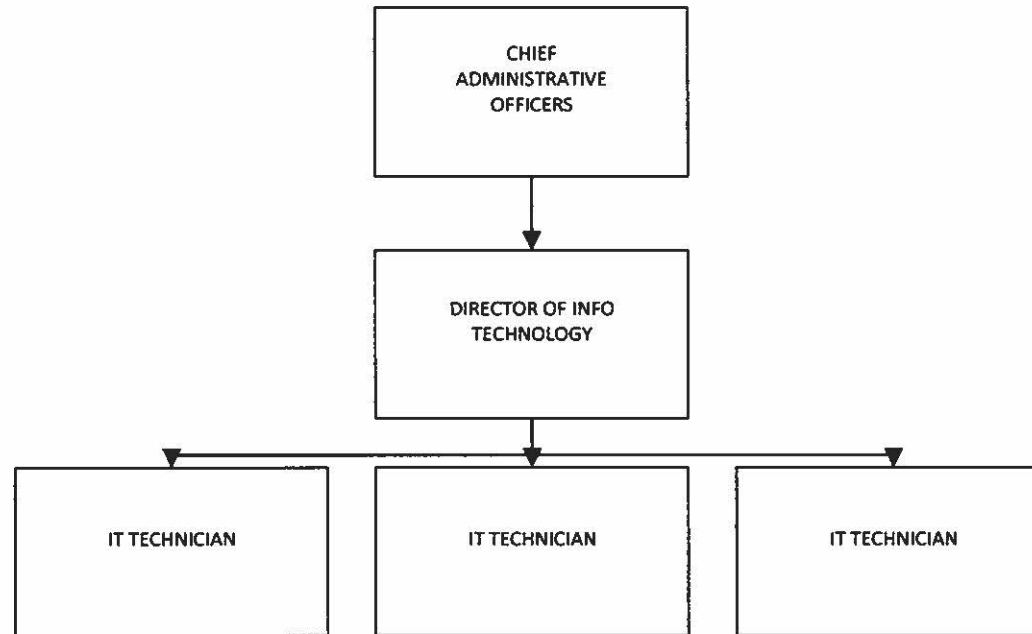 CHIEF
ADMINISTRATIVE
OFFICERS
DIRECTOR OF INFO
TECHNOLOGY
IT TECHNICIAN
IT TECHNICIAN
IT TECHNICIAN